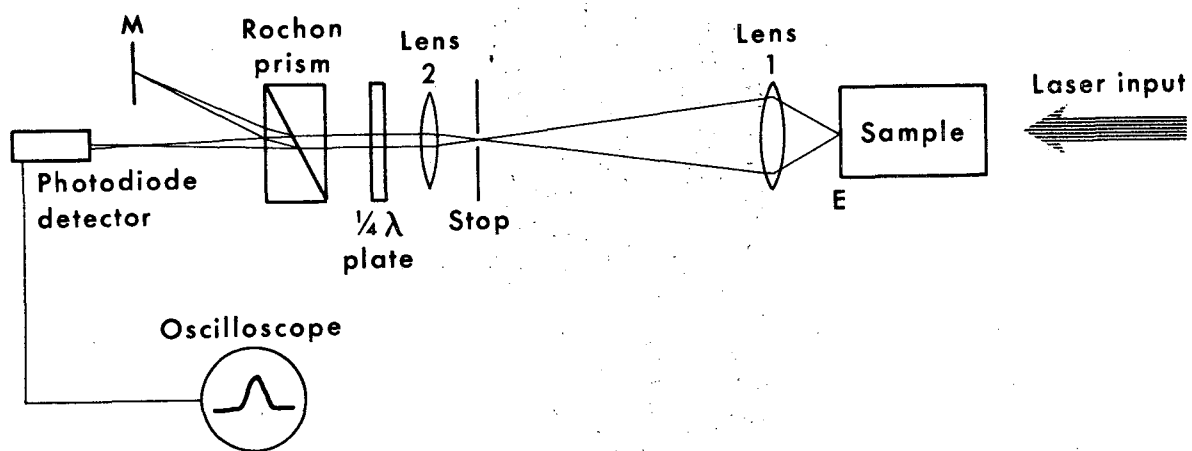 M
Rochon
prism
Lens
2
Lens
1
Laser input
Sample
Photodiode
detector
¼ λ
plate
Stop
E
Oscilloscope